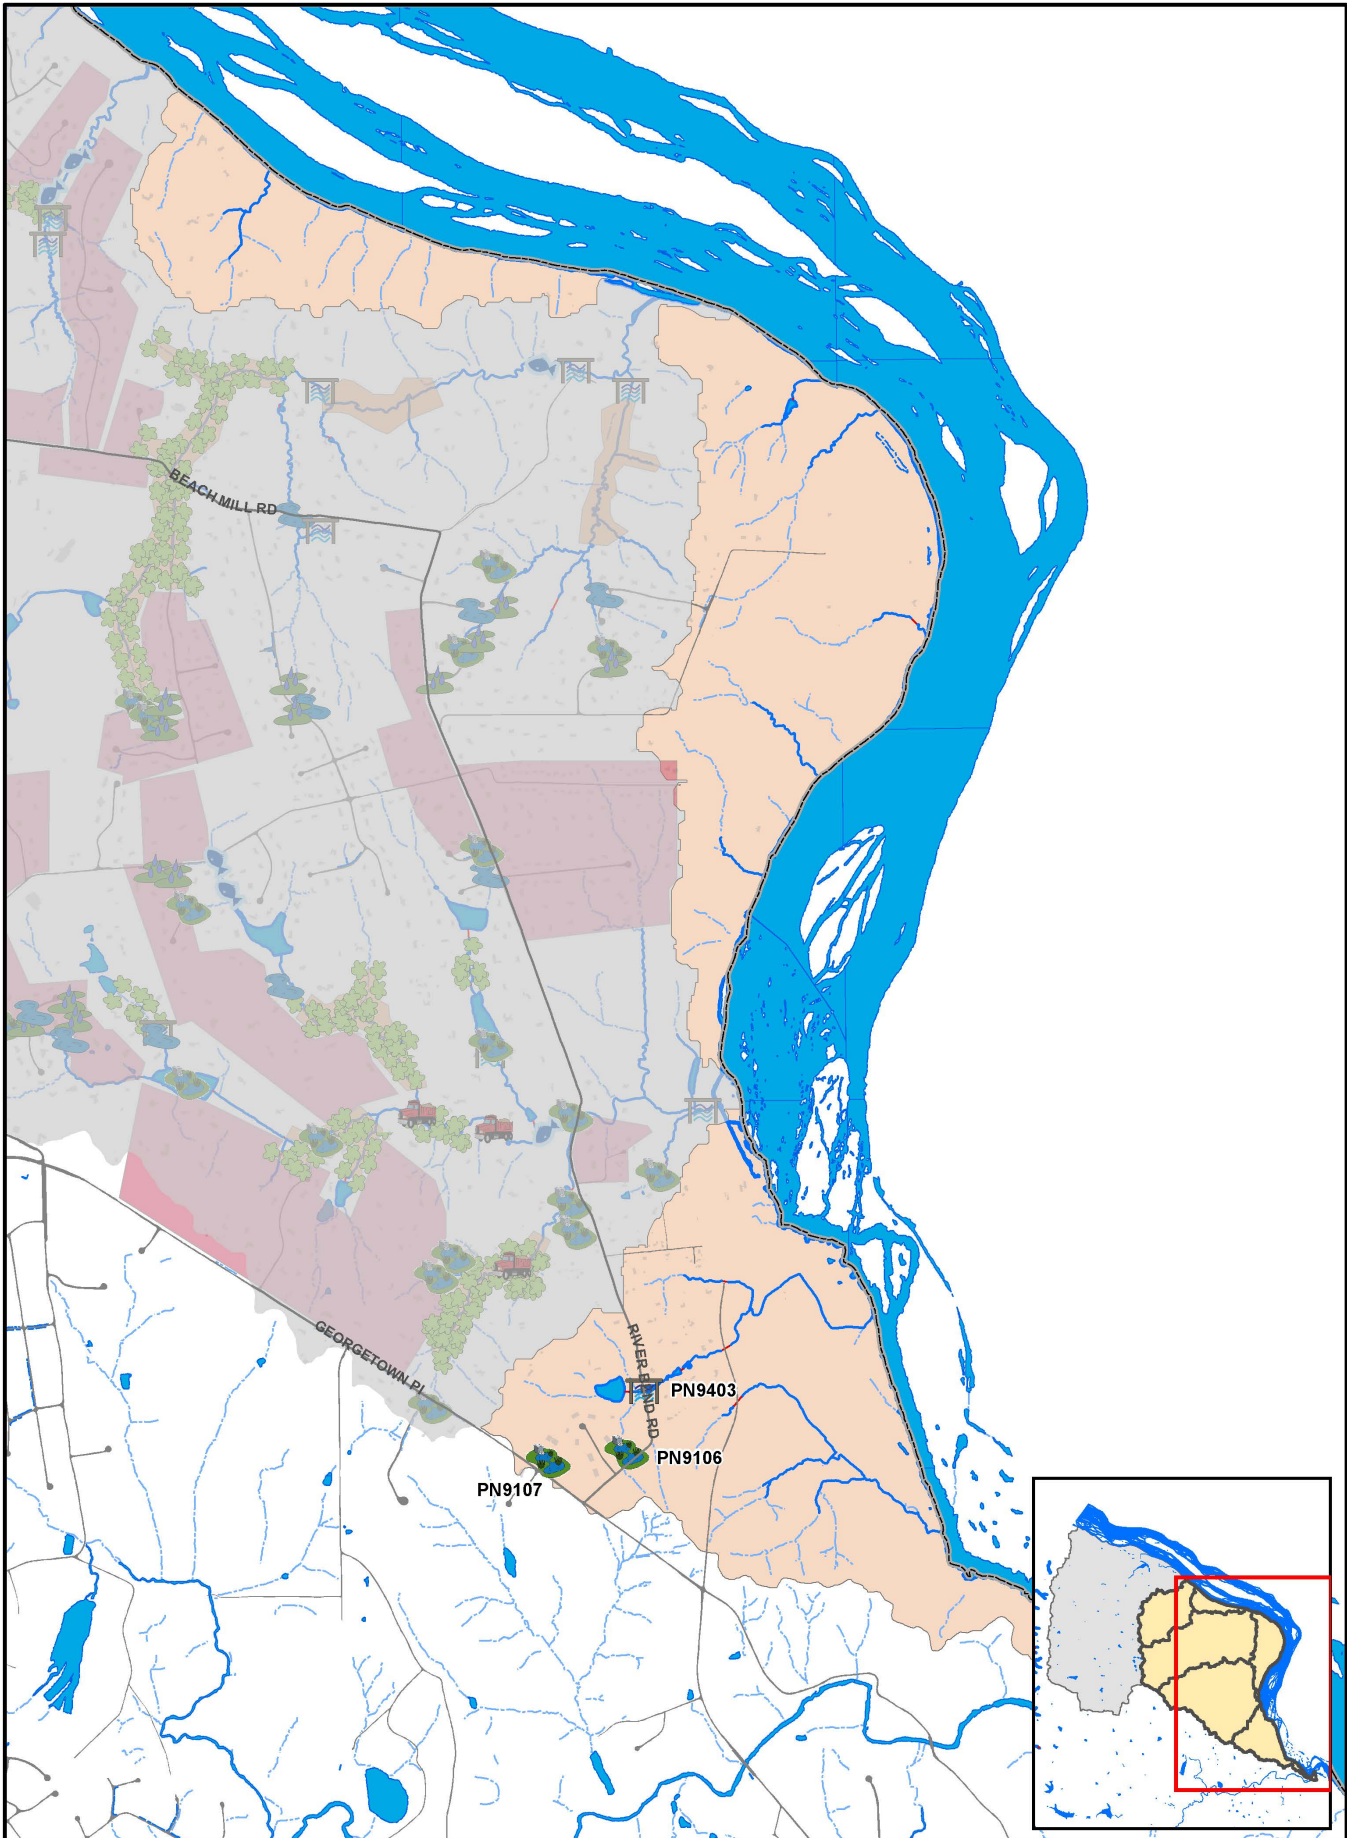 BEACH MILL RD
RIVER BEND RD
GEORGETOWN PI
PN9403
PN9106
PN9107